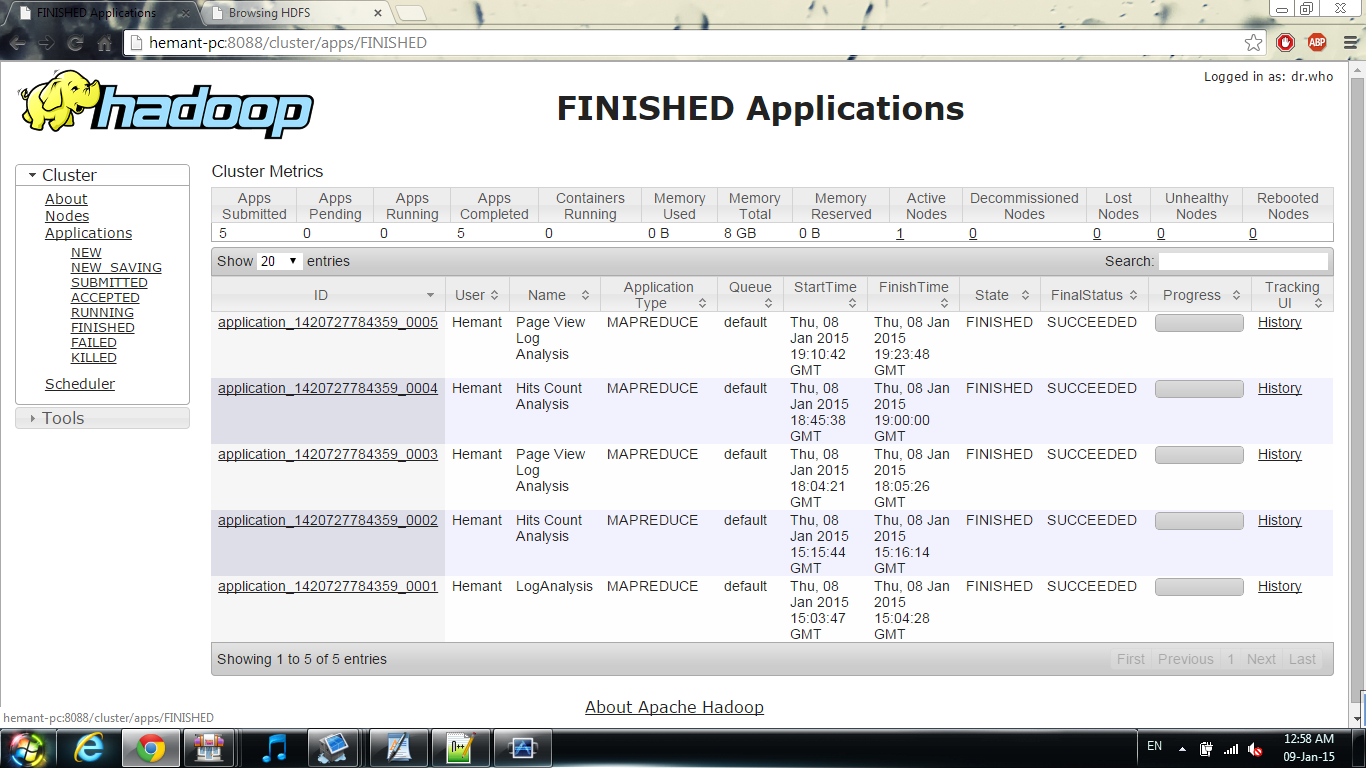 FINISHED Applications
Browsing HDFS
hemant-pc:8088/cluster/apps/FINISHED
ABP
Logged in as: dr.who
hadoop
FINISHED Applications
Cluster
About
Nodes
Applications
NEW
NEW_SAVING
SUBMITTED
ACCEPTED
RUNNING
FINISHED
FAILED
KILLED
Scheduler
Tools
Cluster Metrics
Apps Submitted Apps Pending Apps Running Apps Completed Containers Running Memory Used Memory Total Memory Reserved Active Nodes Decommissioned Nodes Lost Nodes Unhealthy Nodes Rebooted Nodes
5 0 0 5 0 0 B 8 GB 0 B 1 0 0 0 0
Show 20 entries Search:
ID User Name Application Type Queue StartTime FinishTime State FinalStatus Progress Tracking UI
application_1420727784359_0005 Hemant Page View Log Analysis MAPREDUCE default Thu, 08 Jan 2015 19:10:42 GMT Thu, 08 Jan 2015 19:23:48 GMT FINISHED SUCCEEDED History
application_1420727784359_0004 Hemant Hits Count Analysis MAPREDUCE default Thu, 08 Jan 2015 18:45:38 GMT Thu, 08 Jan 2015 19:00:00 GMT FINISHED SUCCEEDED History
application_1420727784359_0003 Hemant Page View Log Analysis MAPREDUCE default Thu, 08 Jan 2015 18:04:21 GMT Thu, 08 Jan 2015 18:05:26 GMT FINISHED SUCCEEDED History
application_1420727784359_0002 Hemant Hits Count Analysis MAPREDUCE default Thu, 08 Jan 2015 15:15:44 GMT Thu, 08 Jan 2015 15:16:14 GMT FINISHED SUCCEEDED History
application_1420727784359_0001 Hemant LogAnalysis MAPREDUCE default Thu, 08 Jan 2015 15:03:47 GMT Thu, 08 Jan 2015 15:04:28 GMT FINISHED SUCCEEDED History
Showing 1 to 5 of 5 entries First Previous 1 Next Last
About Apache Hadoop
hemant-pc:8088/cluster/apps/FINISHED
EN
12:58 AM
09-Jan-15